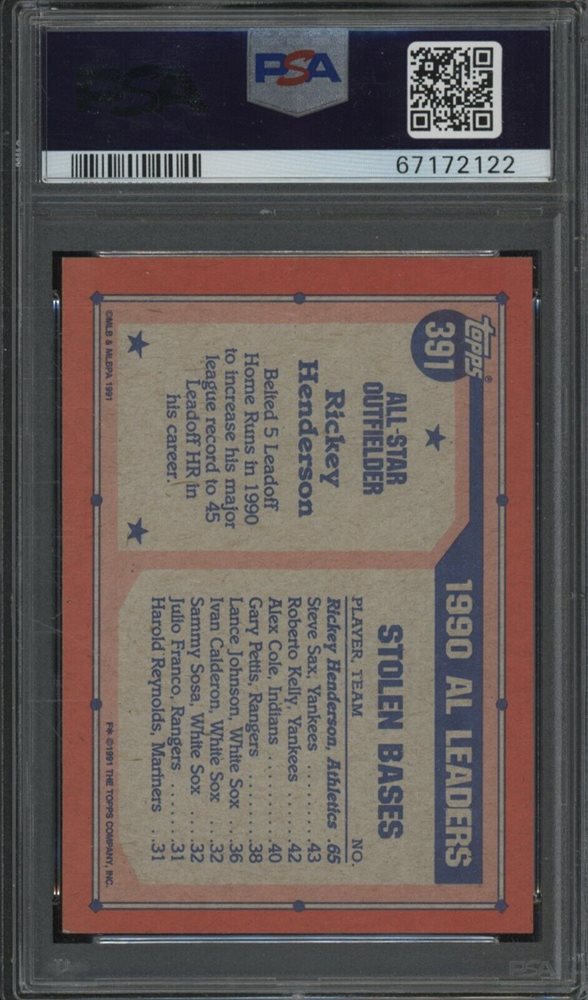 PSA
PSA
67172122
topps®
391
1990 AL LEADERS
ALL-STAR
OUTFIELDER
Rickey
Henderson
Belted 5 Leadoff
Home Runs in 1990
to increase his major
league record to 45
Leadoff HR in
his career.
©MLB & MLBPA 1991
STOLEN BASES
PLAYER, TEAM NO.
Rickey Henderson, Athletics .65
Steve Sax, Yankees ........43
Roberto Kelly, Yankees .....42
Alex Cole, Indians .........40
Gary Pettis, Rangers .......38
Lance Johnson, White Sox ..36
Ivan Calderon, White Sox ..32
Sammy Sosa, White Sox ....32
Julio Franco, Rangers ......31
Harold Reynolds, Mariners ..31
F* ©1991 THE TOPPS COMPANY, INC.
PSA